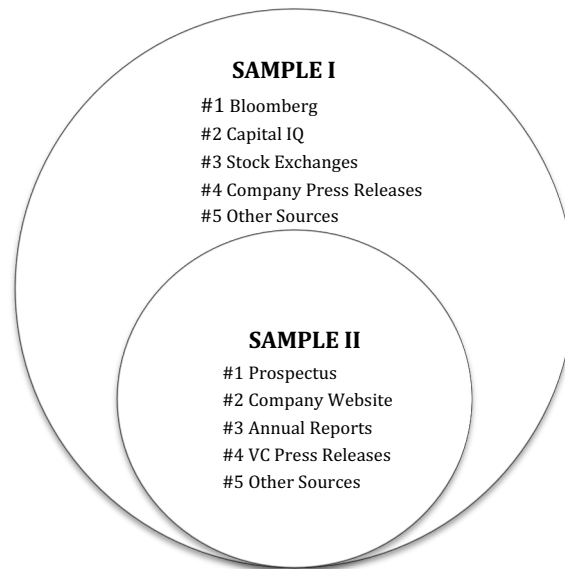 SAMPLE I
#1 Bloomberg
#2 Capital IQ
#3 Stock Exchanges
#4 Company Press Releases
#5 Other Sources
SAMPLE II
#1 Prospectus
#2 Company Website
#3 Annual Reports
#4 VC Press Releases
#5 Other Sources